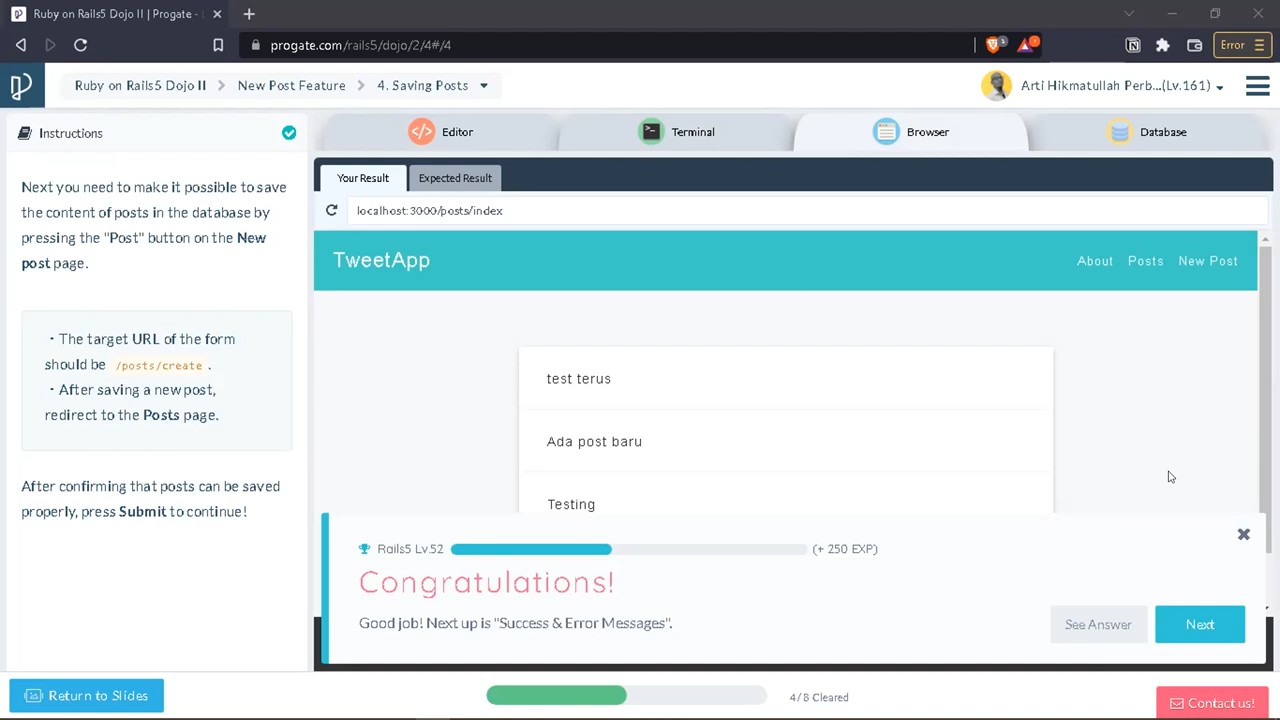 Ruby on Rails5 Dojo II | Progate -
progate.com/rails5/dojo/2/4#/4
Error
Ruby on Rails5 Dojo II
New Post Feature
4. Saving Posts
Arti Hikmatullah Perb...(Lv.161)
Instructions
Editor
Terminal
Browser
Database
Next you need to make it possible to save
the content of posts in the database by
pressing the "Post" button on the New
post page.
・The target URL of the form
should be /posts/create .
・After saving a new post,
redirect to the Posts page.
After confirming that posts can be saved
properly, press Submit to continue!
Your Result
Expected Result
localhost:3000/posts/index
TweetApp
About
Posts
New Post
test terus
Ada post baru
Testing
Rails5 Lv.52
(+ 250 EXP)
Congratulations!
Good job! Next up is "Success & Error Messages".
See Answer
Next
Return to Slides
4/8 Cleared
Contact us!